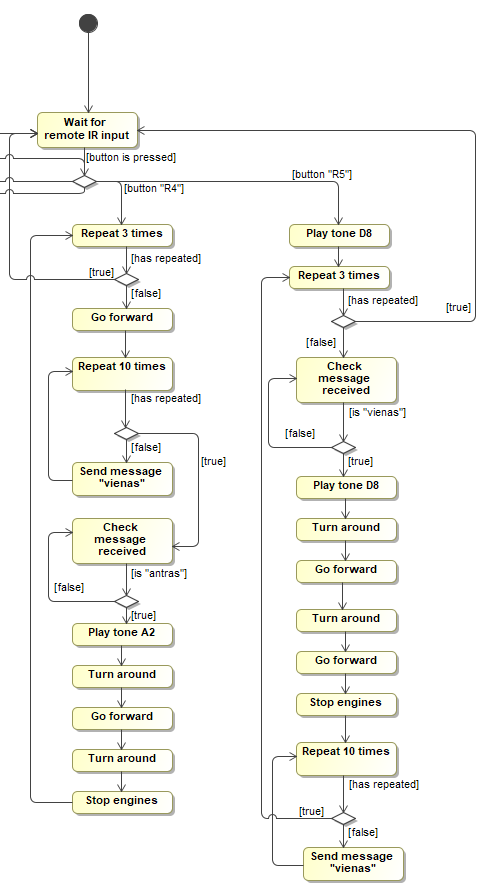 Wait for
remote IR input
[button is pressed]
[button "R4"]
[button "R5"]
Repeat 3 times
[has repeated]
[true]
[false]
Go forward
Repeat 10 times
[has repeated]
[false]
[true]
Send message
"vienas"
Check
message
received
[is "antras"]
[false]
[true]
Play tone A2
Turn around
Go forward
Turn around
Stop engines
Play tone D8
Repeat 3 times
[has repeated]
[true]
[false]
Check
message
received
[is "vienas"]
[false]
[true]
Play tone D8
Turn around
Go forward
Turn around
Go forward
Stop engines
Repeat 10 times
[has repeated]
[true]
[false]
Send message
"vienas"